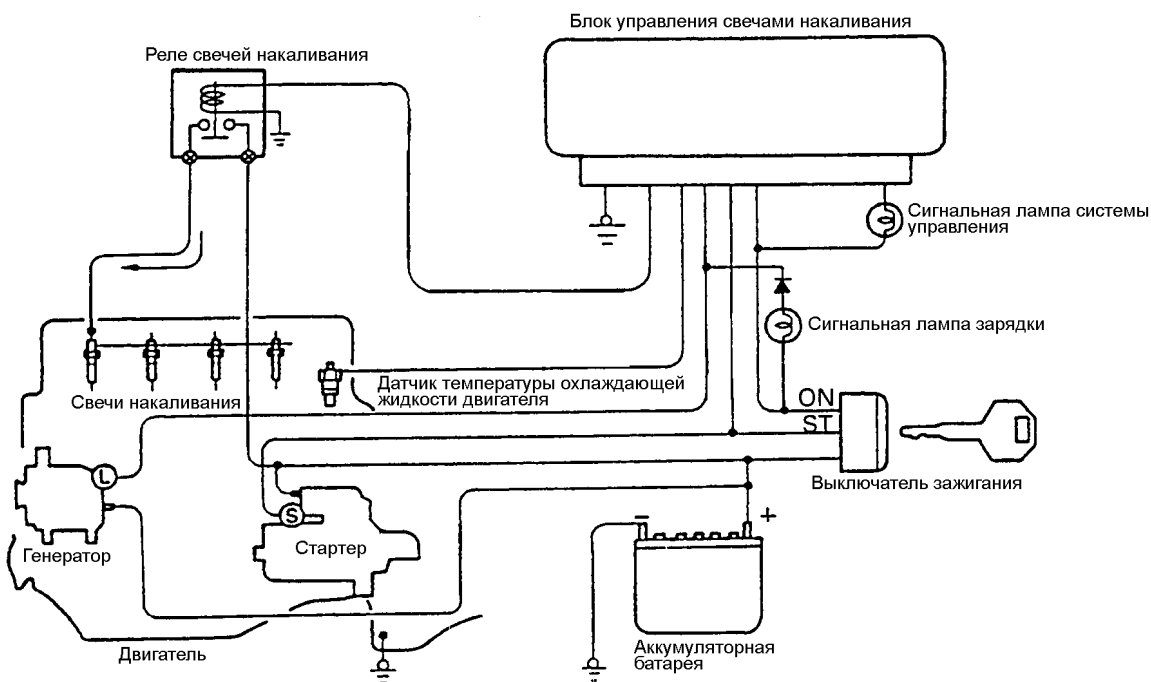 Блок управления свечами накаливания
Реле свечей накаливания
Сигнальная лампа системы
управления
Сигнальная лампа зарядки
Датчик температуры охлаждающей
жидкости двигателя
Свечи накаливания
ON
ST
L
Выключатель зажигания
S
- +
Стартер
Генератор
Аккумуляторная
батарея
Двигатель